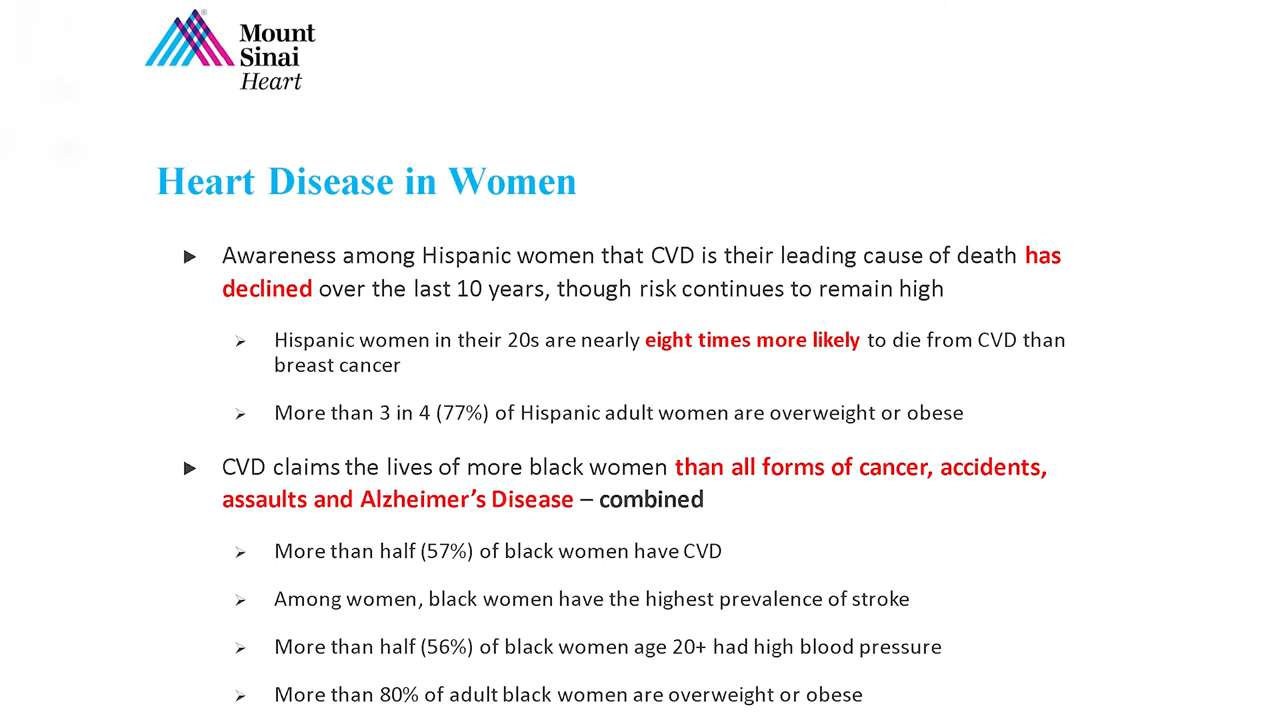 Mount
Sinai
Heart
Heart Disease in Women
Awareness among Hispanic women that CVD is their leading cause of death has
declined over the last 10 years, though risk continues to remain high
Hispanic women in their 20s are nearly eight times more likely to die from CVD than
breast cancer
More than 3 in 4 (77%) of Hispanic adult women are overweight or obese
CVD claims the lives of more black women than all forms of cancer, accidents,
assaults and Alzheimer’s Disease – combined
More than half (57%) of black women have CVD
Among women, black women have the highest prevalence of stroke
More than half (56%) of black women age 20+ had high blood pressure
More than 80% of adult black women are overweight or obese